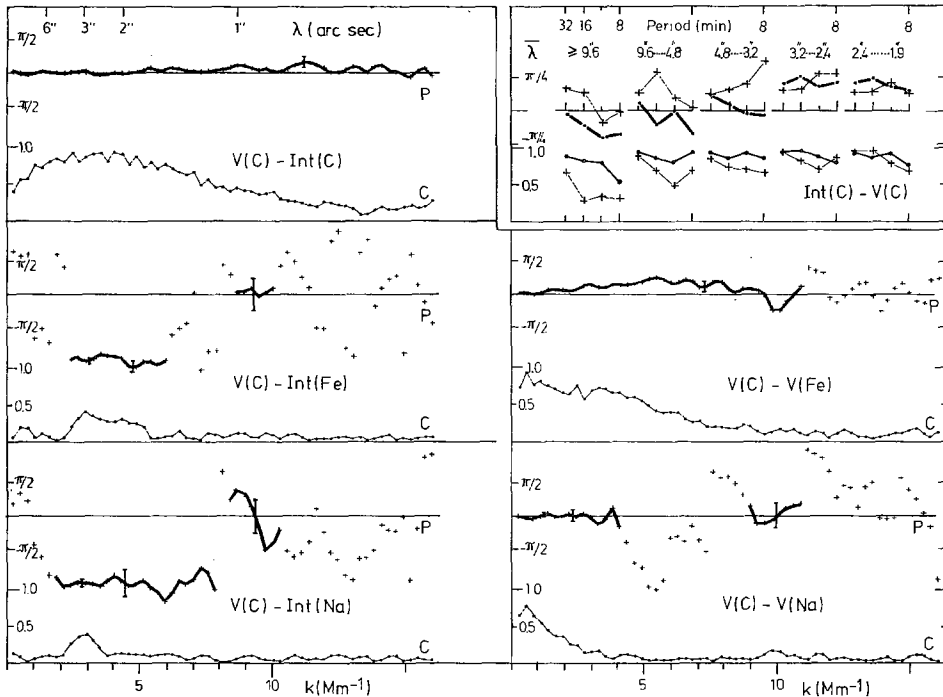 π/2
6" 3" 2" 1" λ (arc sec)
P
-π/2
1.0
V(C) - Int(C)
C
32 16 8 Period (min) 8 8 8 8
λ̅ ≥ 9."6 9."6....4."8 4."8....3."2 3."2....2."4 2."4......1."9
π/4
-π/4
1.0
0.5
Int(C) - V(C)
π/2
P
-π/2
1.0
V(C) - Int(Fe)
0.5
C
π/2
P
-π/2
1.0
V(C) - V(Fe)
0.5
C
π/2
P
-π/2
1.0
V(C) - Int(Na)
0.5
C
5 10 k(Mm⁻¹)
π/2
P
-π/2
1.0
V(C) - V(Na)
0.5
C
5 10 k(Mm⁻¹)